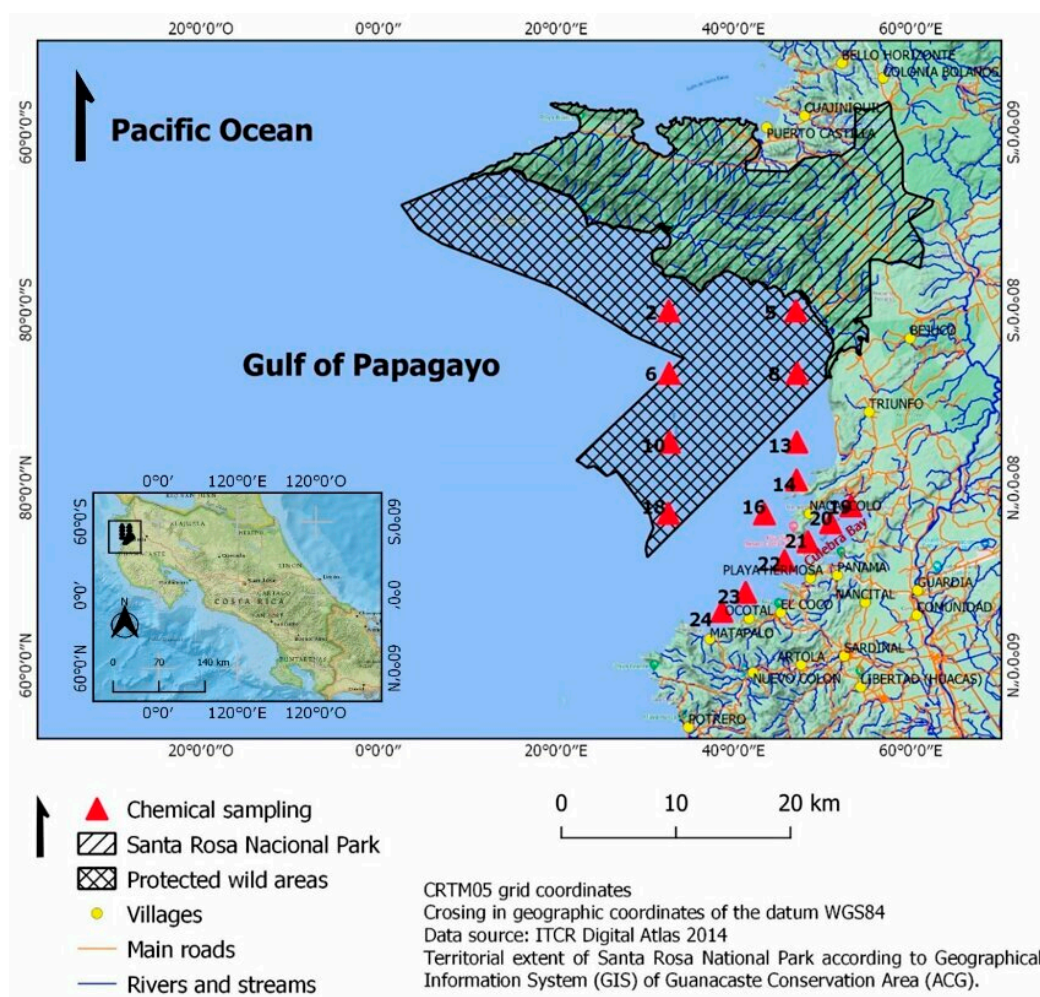 20°0′0″O 0°0′0″ 20°0′0″E 40°0′0″E 60°0′0″E
BELLO HORIZONTE
COLONIA BOLAÑOS
CUAJINIQUIL
PUERTO CASTILLA
Pacific Ocean
60°0′0″S
60°0′0″S
80°0′0″S
80°0′0″S
2
5
BEJUCO
Gulf of Papagayo
6
8
TRIUNFO
10
13
80°0′0″N
80°0′0″N
14
18
16
NACASCOLO
19
20
21
Culebra Bay
22
PLAYA HERMOSA
PANAMA
GUARDIA
23
NANCITAL
24
OCOTAL
EL COCO
COMUNIDAD
MATAPALO
60°0′0″N
60°0′0″N
ARTOLA
SARDINAL
NUEVO COLON
LIBERTAD (HUACAS)
POTRERO
60°0′S
60°0′S
0°0′
0°0′
60°0′N
60°0′N
COSTA RICA
N
0 70 140 km
0°0′ 120°0′E 120°0′O
20°0′0″O 0°0′0″ 20°0′0″E 40°0′0″E 60°0′0″E
Chemical sampling
Santa Rosa Nacional Park
Protected wild areas
Villages
Main roads
Rivers and streams
0 10 20 km
CRTM05 grid coordinates
Crosing in geographic coordinates of the datum WGS84
Data source: ITCR Digital Atlas 2014
Territorial extent of Santa Rosa National Park according to Geographical
Information System (GIS) of Guanacaste Conservation Area (ACG).